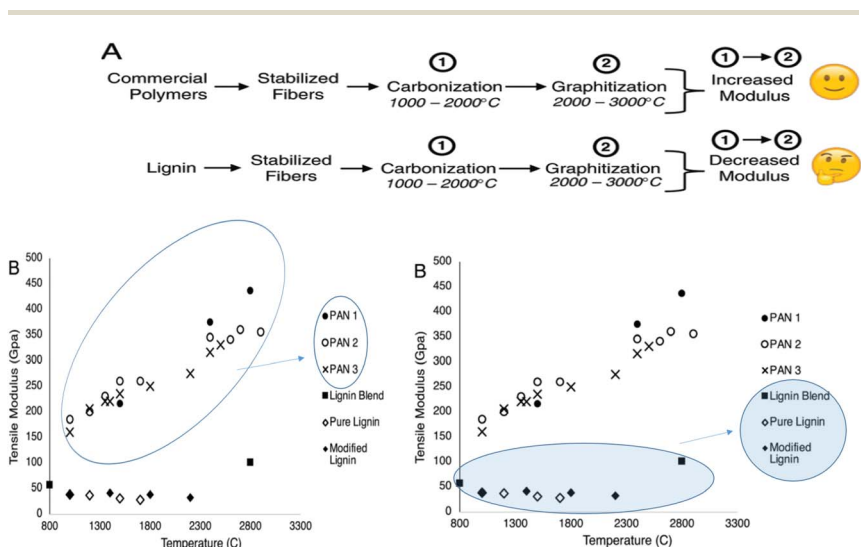 A
Commercial Polymers → Stabilized Fibers → ① Carbonization 1000 – 2000°C → ② Graphitization 2000 – 3000°C ① → ② Increased Modulus
Lignin → Stabilized Fibers → ① Carbonization 1000 – 2000°C → ② Graphitization 2000 – 3000°C ① → ② Decreased Modulus
B
Tensile Modulus (Gpa)
500
450
400
350
300
250
200
150
100
50
0
800 1300 1800 2300 2800 3300
Temperature (C)
PAN 1
PAN 2
PAN 3
Lignin Blend
Pure Lignin
Modified
Lignin
B
Tensile Modulus (Gpa)
500
450
400
350
300
250
200
150
100
50
0
800 1300 1800 2300 2800 3300
Temperature (C)
PAN 1
PAN 2
PAN 3
Lignin Blend
Pure Lignin
Modified
Lignin